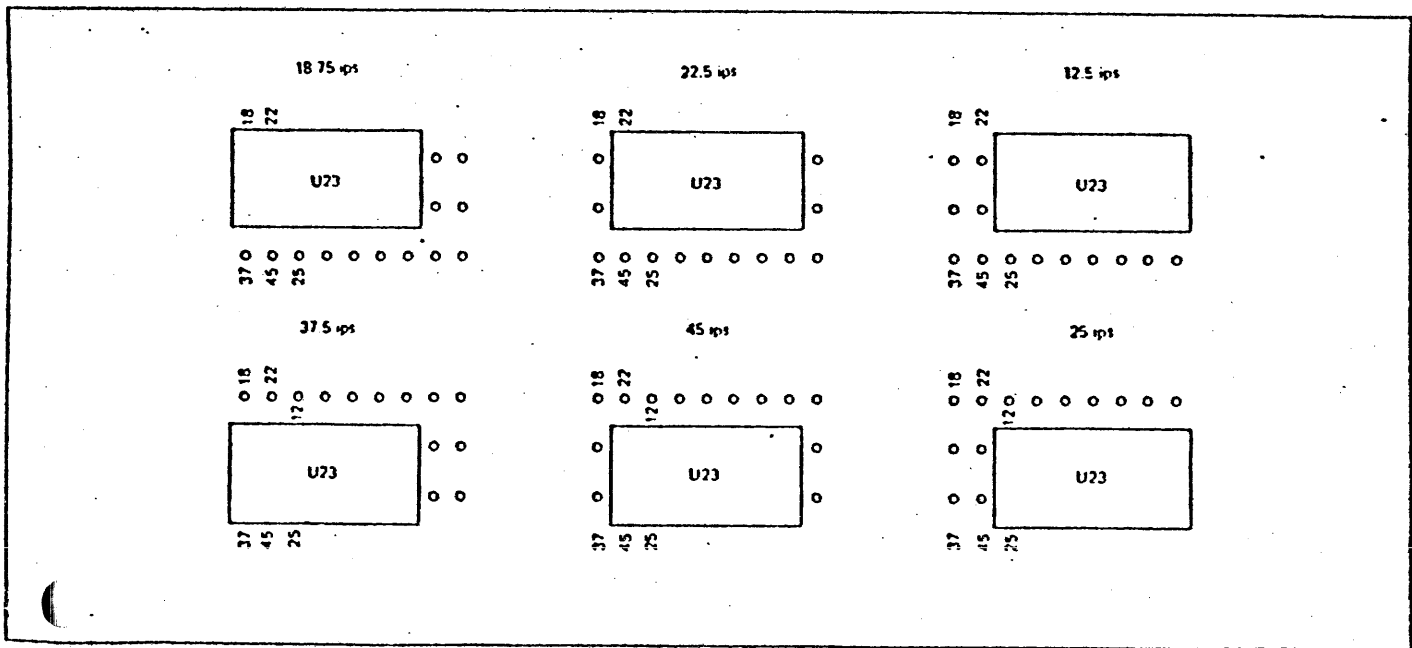 18 75 ips 22.5 ips 12.5 ips
18 22 18 22 18 22
U23 U23 U23
37 45 25 37 45 25 37 45 25
37 5 ips 45 ips 25 ips
18 22 18 22 18 22
12 12 12
U23 U23 U23
37 45 25 37 45 25 37 45 25